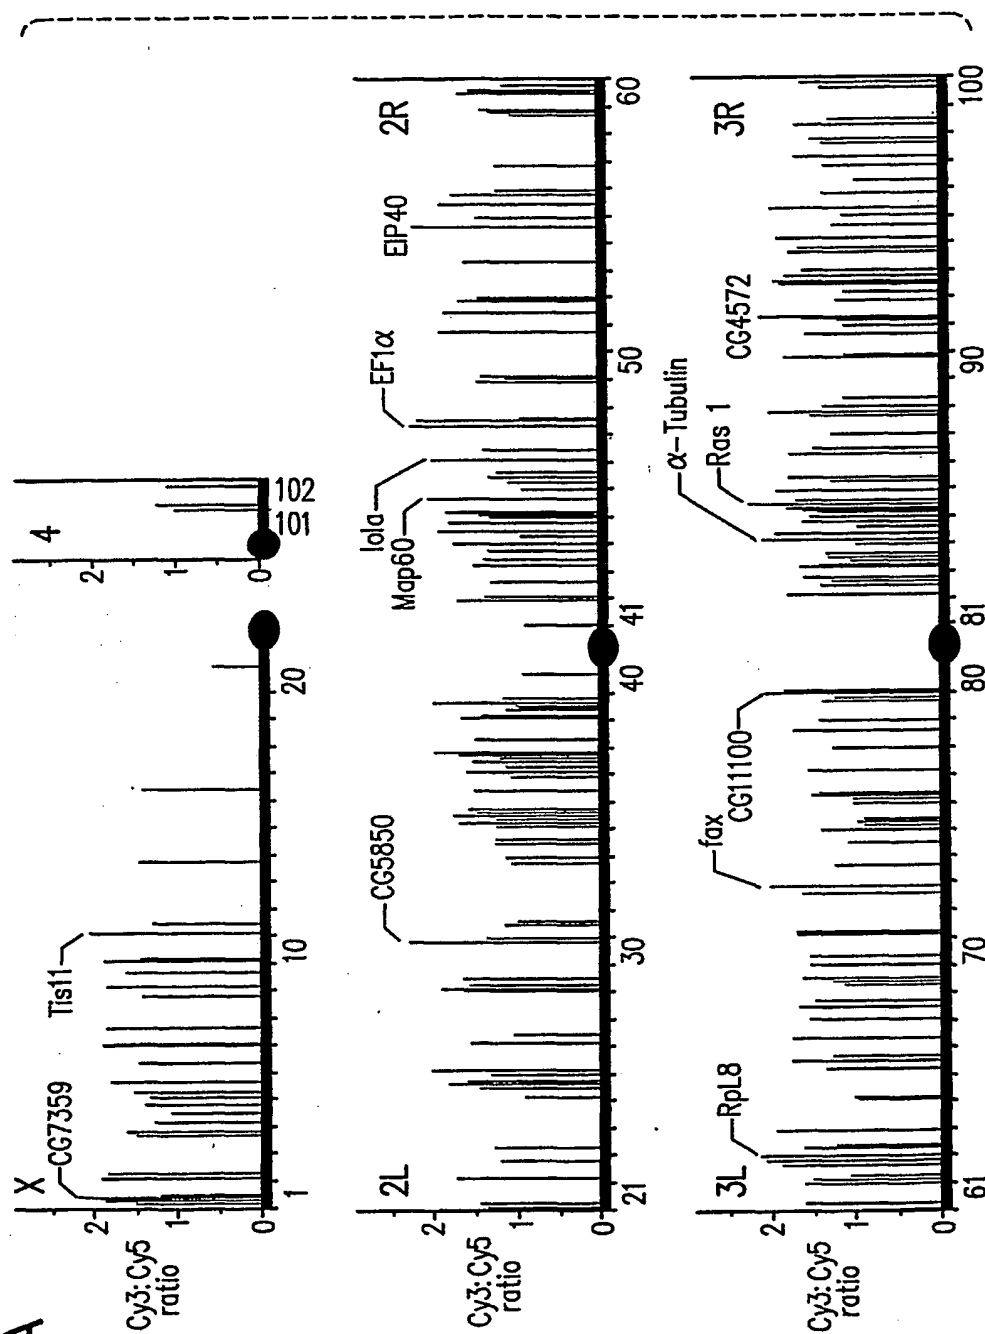 A
X
CG7359
Tis11
4
Cy3:Cy5
ratio
2
1
0
1
10
20
2
1
0
101
102
2L
CG5850
Map60
lola
EF1α
EIP40
2R
Cy3:Cy5
ratio
2
1
0
21
30
40
41
50
60
3L
RpL8
fax
CG11100
α-Tubulin
Ras 1
CG4572
3R
Cy3:Cy5
ratio
2
1
0
61
70
80
81
90
100